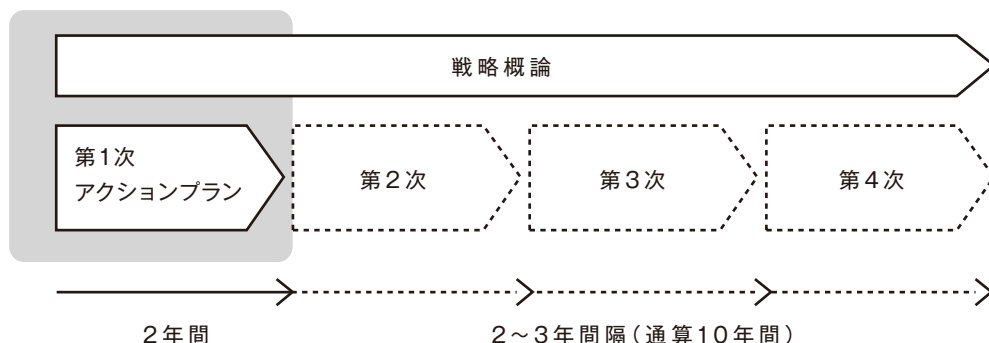 戦略概論
第1次
アクションプラン
第2次
第3次
第4次
2年間
2〜3年間隔(通算10年間)